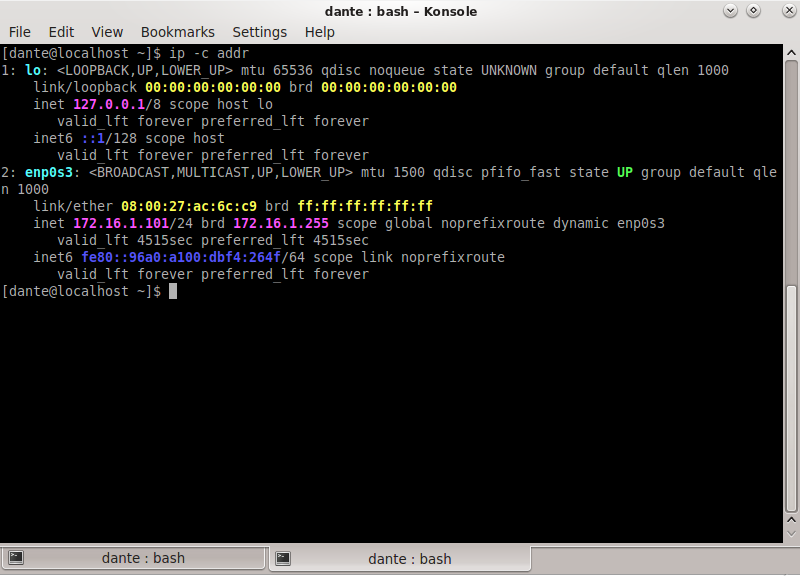 dante : bash – Konsole
File Edit View Bookmarks Settings Help
[dante@localhost ~]$ ip -c addr
1: lo: <LOOPBACK,UP,LOWER_UP> mtu 65536 qdisc noqueue state UNKNOWN group default qlen 1000
    link/loopback 00:00:00:00:00:00 brd 00:00:00:00:00:00
    inet 127.0.0.1/8 scope host lo
       valid_lft forever preferred_lft forever
    inet6 ::1/128 scope host
       valid_lft forever preferred_lft forever
2: enp0s3: <BROADCAST,MULTICAST,UP,LOWER_UP> mtu 1500 qdisc pfifo_fast state UP group default qle
n 1000
    link/ether 08:00:27:ac:6c:c9 brd ff:ff:ff:ff:ff:ff
    inet 172.16.1.101/24 brd 172.16.1.255 scope global noprefixroute dynamic enp0s3
       valid_lft 4515sec preferred_lft 4515sec
    inet6 fe80::96a0:a100:dbf4:264f/64 scope link noprefixroute
       valid_lft forever preferred_lft forever
[dante@localhost ~]$
dante : bash dante : bash